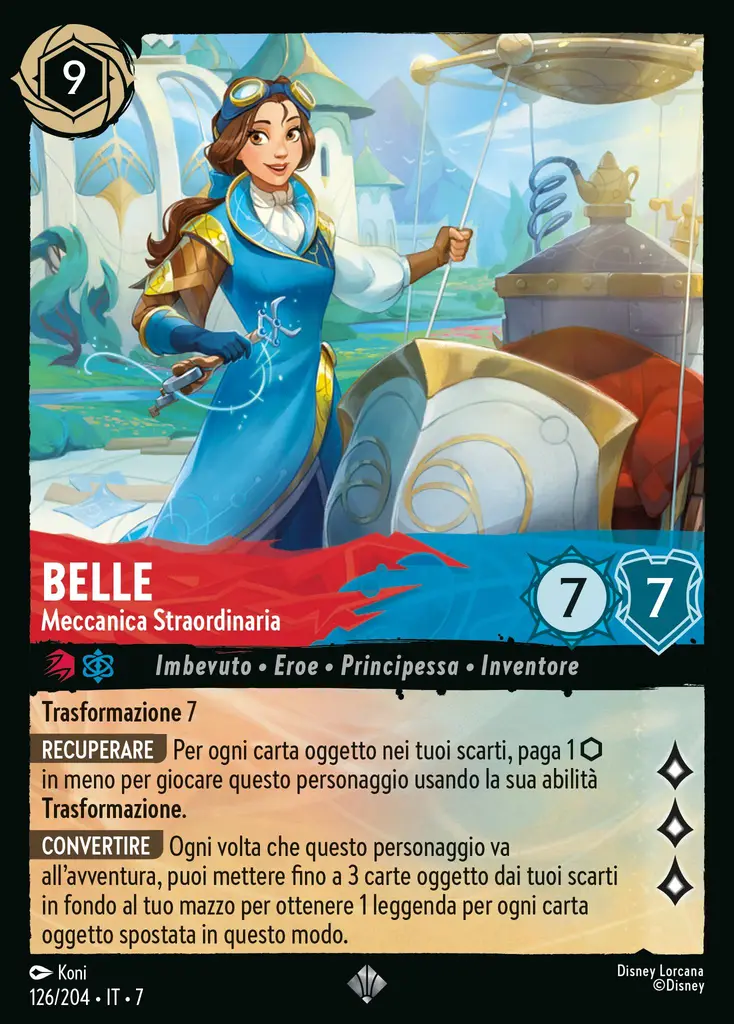 9
BELLE
Meccanica Straordinaria
7
7
Imbevuto • Eroe • Principessa • Inventore
Trasformazione 7
RECUPERARE Per ogni carta oggetto nei tuoi scarti, paga 1 ⬡
in meno per giocare questo personaggio usando la sua abilità
Trasformazione.
CONVERTIRE Ogni volta che questo personaggio va
all'avventura, puoi mettere fino a 3 carte oggetto dai tuoi scarti
in fondo al tuo mazzo per ottenere 1 leggenda per ogni carta
oggetto spostata in questo modo.
Koni
126/204 • IT • 7
Disney Lorcana
©Disney